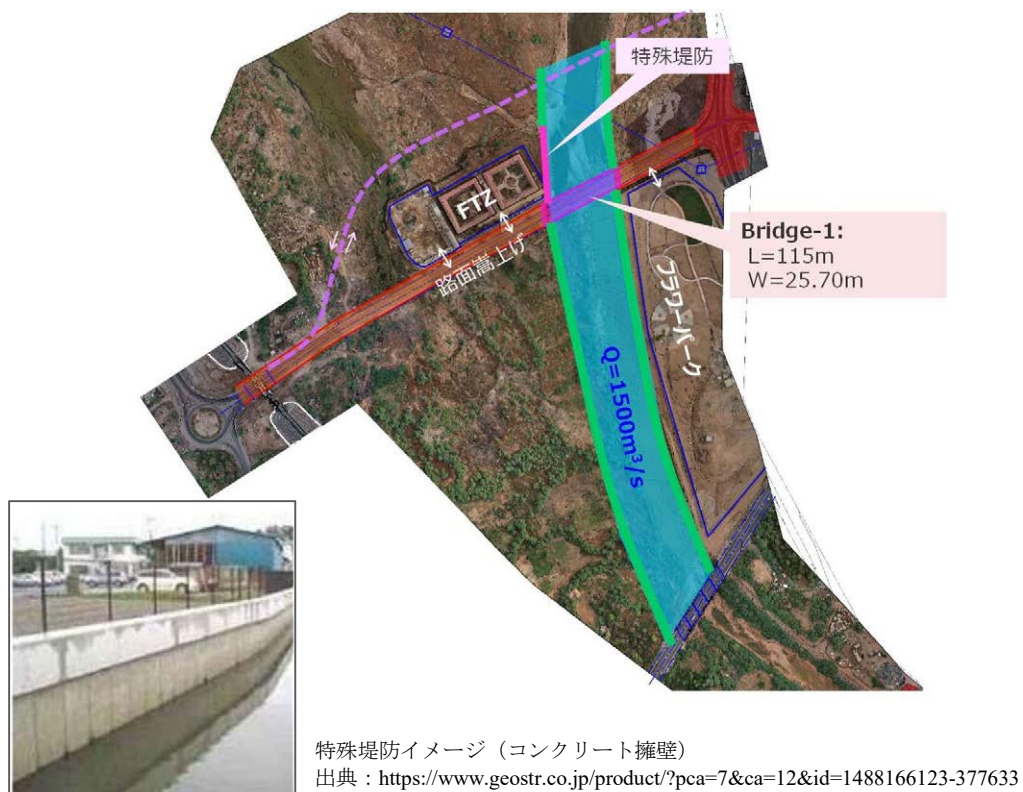 特殊堤防
FTZ
路面嵩上げ
Bridge-1:
L=115m
W=25.70m
フラワーパーク
Q=1500m³/s
特殊堤防イメージ（コンクリート擁壁）
出典：https://www.geostr.co.jp/product/?pca=7&ca=12&id=1488166123-377633